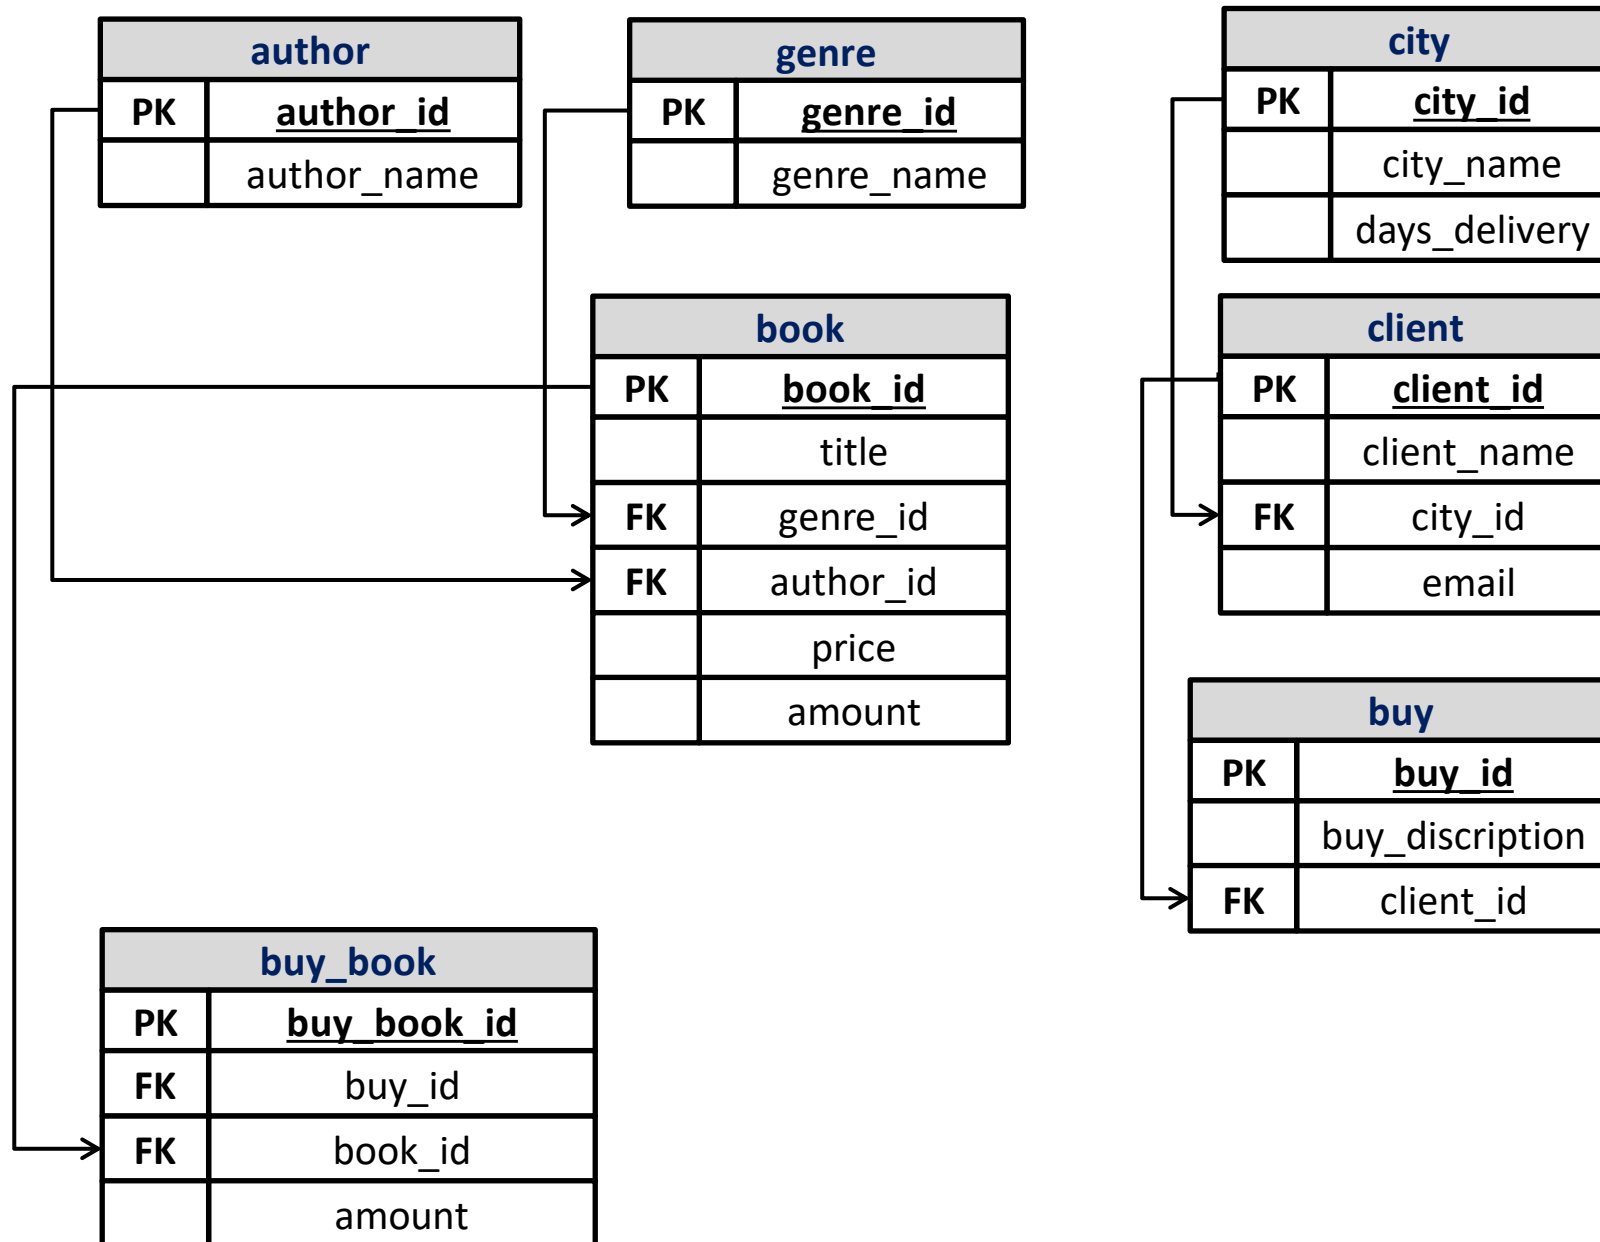 author
PK author_id
author_name
genre
PK genre_id
genre_name
city
PK city_id
city_name
days_delivery
book
PK book_id
title
FK genre_id
FK author_id
price
amount
client
PK client_id
client_name
FK city_id
email
buy
PK buy_id
buy_discription
FK client_id
buy_book
PK buy_book_id
FK buy_id
FK book_id
amount